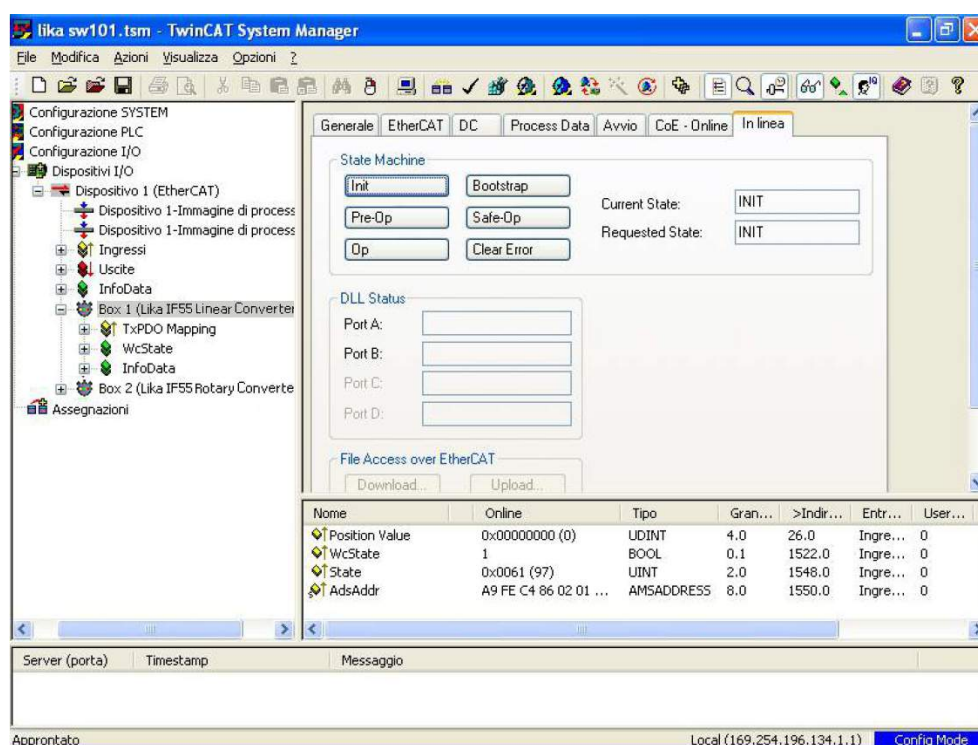 lika sw101.tsm - TwinCAT System Manager
File Modifica Azioni Visualizza Opzioni ?
Configurazione SYSTEM
Configurazione PLC
Configurazione I/O
Dispositivi I/O
Dispositivo 1 (EtherCAT)
Dispositivo 1-Immagine di process
Dispositivo 1-Immagine di process
Ingressi
Uscite
InfoData
Box 1 (Lika IF55 Linear Converter
TxPDO Mapping
WcState
InfoData
Box 2 (Lika IF55 Rotary Converte
Assegnazioni
Generale EtherCAT DC Process Data Avvio CoE - Online In linea
State Machine
Init Bootstrap
Pre-Op Safe-Op
Op Clear Error
Current State: INIT
Requested State: INIT
DLL Status
Port A:
Port B:
Port C:
Port D:
File Access over EtherCAT
Download... Upload...
Nome Online Tipo Gran... >Indir... Entr... User...
Position Value 0x00000000 (0) UDINT 4.0 26.0 Ingre... 0
WcState 1 BOOL 0.1 1522.0 Ingre... 0
State 0x0061 (97) UINT 2.0 1548.0 Ingre... 0
AdsAddr A9 FE C4 86 02 01 ... AMSADDRESS 8.0 1550.0 Ingre... 0
Server (porta) Timestamp Messaggio
Approntato Local (169.254.196.134.1.1) Config Mode